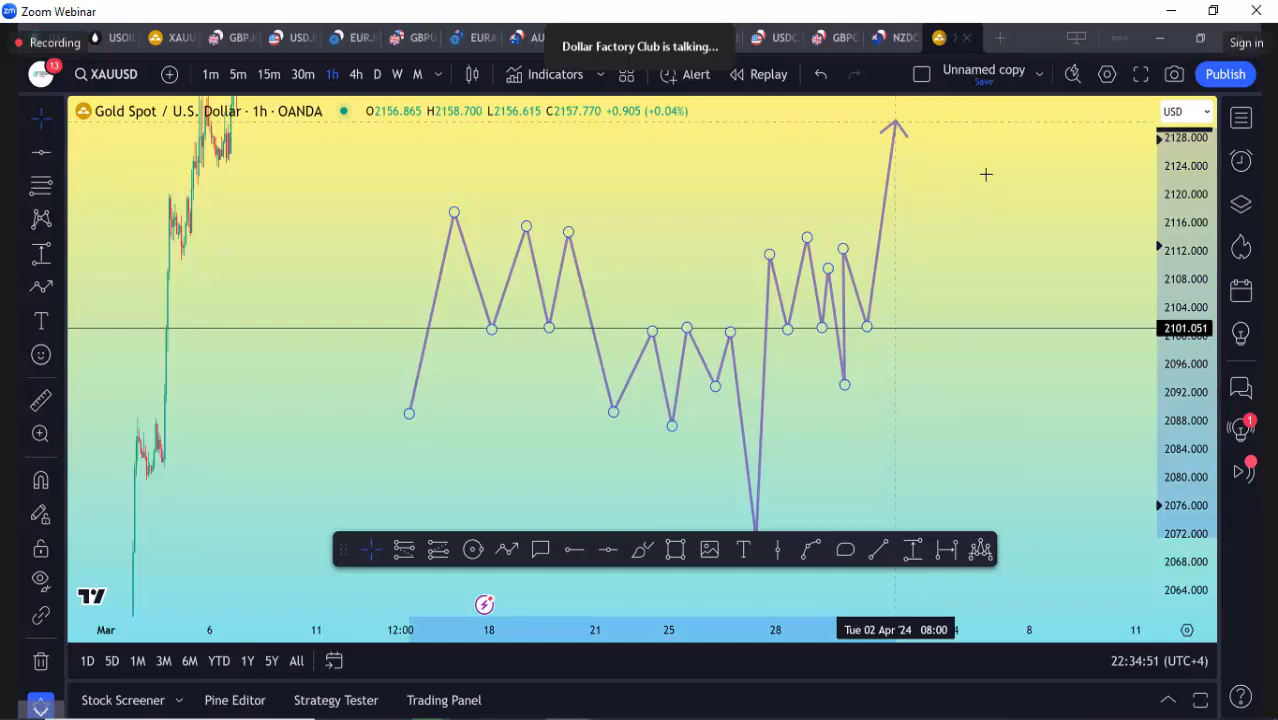 Zoom Webinar
Recording
USOIL
XAUU
GBPJ
USDJ
EURJ
GBPU
EURA
AU
USDC
GBPC
NZDC
Dollar Factory Club is talking...
Sign in
13
XAUUSD
1m 5m 15m 30m 1h 4h D W M
Indicators
Alert
Replay
Unnamed copy
Save
Publish
Gold Spot / U.S. Dollar · 1h · OANDA
O2156.865 H2158.700 L2156.615 C2157.770 +0.905 (+0.04%)
USD
2128.000
2124.000
2120.000
2116.000
2112.000
2108.000
2104.000
2101.051
2096.000
2092.000
2088.000
2084.000
2080.000
2076.000
2072.000
2068.000
2064.000
1
Mar 6 11 12:00 18 21 25 28 Tue 02 Apr '24 08:00 4 8 11
1D 5D 1M 3M 6M YTD 1Y 5Y All
22:34:51 (UTC+4)
Stock Screener Pine Editor Strategy Tester Trading Panel